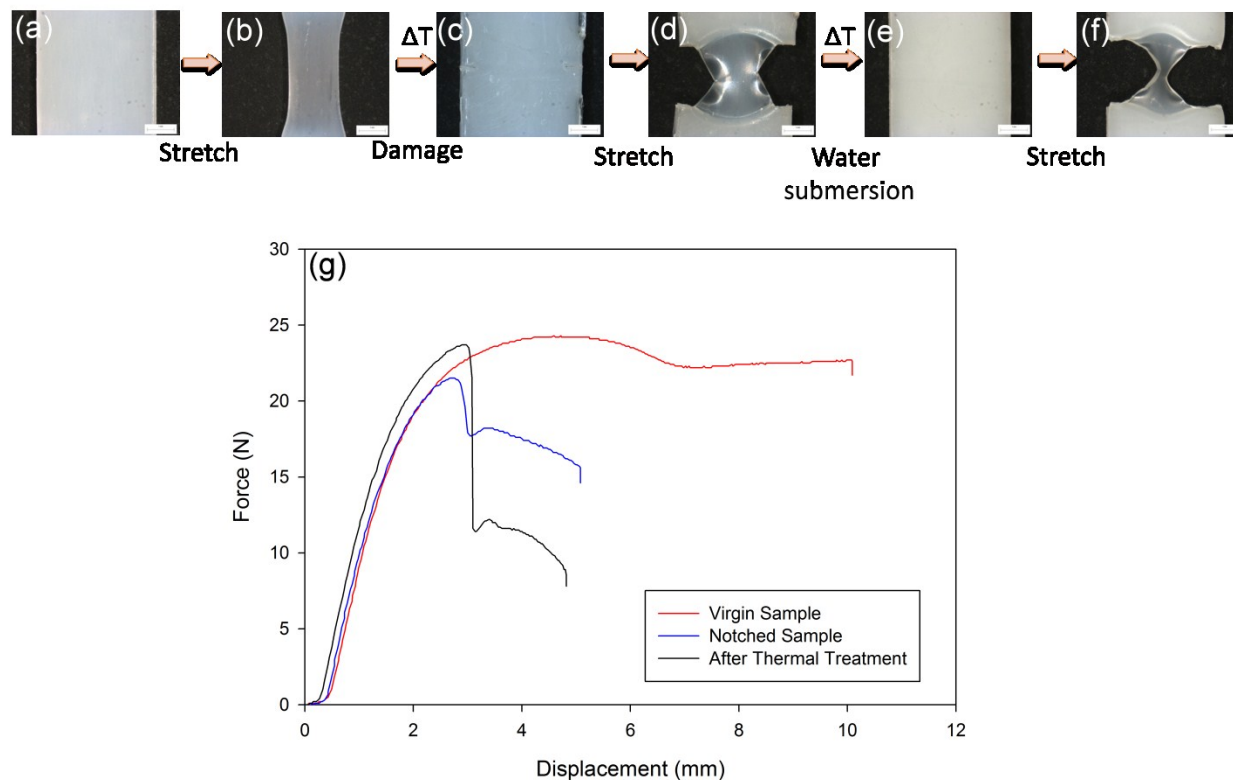 (a)
(b)
ΔT
(c)
(d)
ΔT
(e)
(f)
Stretch
Damage
Stretch
Water
submersion
Stretch
(g)
30
25
20
15
10
5
0
Force (N)
Virgin Sample
Notched Sample
After Thermal Treatment
0 2 4 6 8 10 12
Displacement (mm)